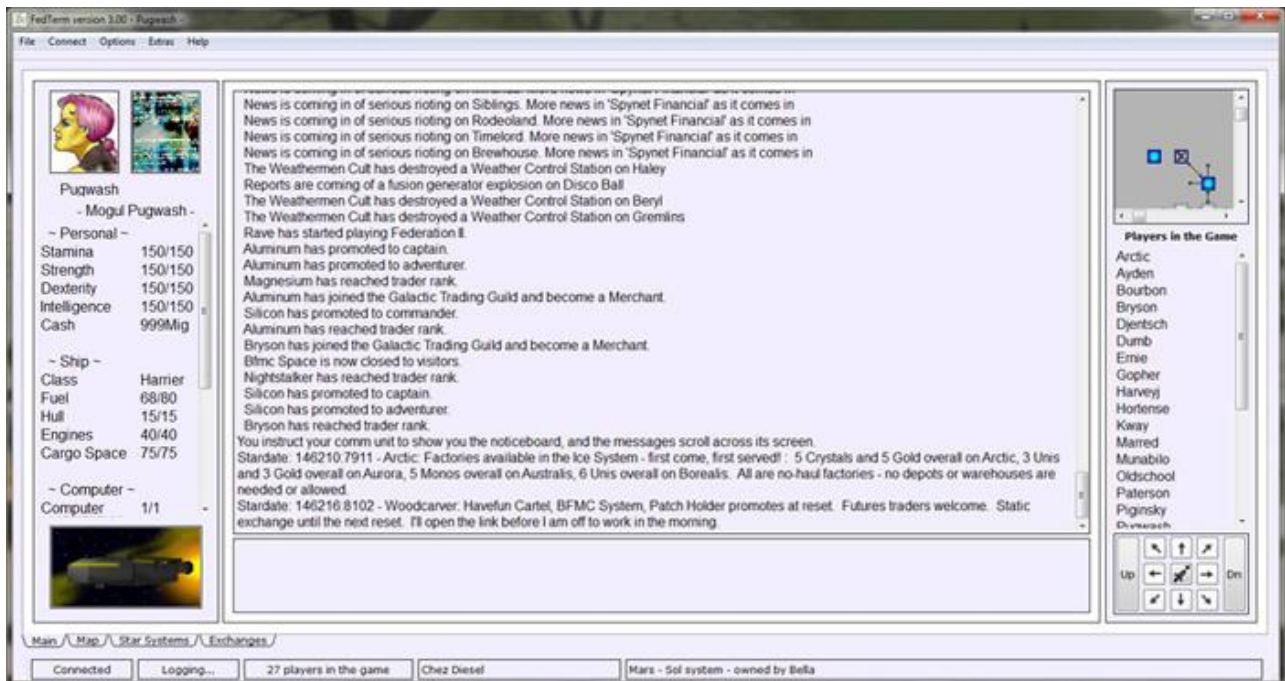 FedTerm version 3.00 - Pugwash -
File Connect Options Extras Help
Pugwash
- Mogul Pugwash -
~ Personal ~
Stamina 150/150
Strength 150/150
Dexterity 150/150
Intelligence 150/150
Cash 999Mig
~ Ship ~
Class Harrier
Fuel 68/80
Hull 15/15
Engines 40/40
Cargo Space 75/75
~ Computer ~
Computer 1/1
News is coming in of serious rioting on Siblings. More news in 'Spynet Financial' as it comes in
News is coming in of serious rioting on Rodeoland. More news in 'Spynet Financial' as it comes in
News is coming in of serious rioting on Timelord. More news in 'Spynet Financial' as it comes in
News is coming in of serious rioting on Brewhouse. More news in 'Spynet Financial' as it comes in
The Weathermen Cult has destroyed a Weather Control Station on Haley
Reports are coming of a fusion generator explosion on Disco Ball
The Weathermen Cult has destroyed a Weather Control Station on Beryl
The Weathermen Cult has destroyed a Weather Control Station on Gremlins
Rave has started playing Federation II.
Aluminum has promoted to captain.
Aluminum has promoted to adventurer.
Magnesium has reached trader rank.
Aluminum has joined the Galactic Trading Guild and become a Merchant.
Silicon has promoted to commander.
Aluminum has reached trader rank.
Bryson has joined the Galactic Trading Guild and become a Merchant.
Bfmc Space is now closed to visitors.
Nightstalker has reached trader rank.
Silicon has promoted to captain.
Silicon has promoted to adventurer.
Bryson has reached trader rank.
You instruct your comm unit to show you the noticeboard, and the messages scroll across its screen.
Stardate: 146210.7911 - Arctic: Factories available in the Ice System - first come, first served! : 5 Crystals and 5 Gold overall on Arctic, 3 Unis
and 3 Gold overall on Aurora, 5 Monos overall on Australis, 6 Unis overall on Borealis. All are no-haul factories - no depots or warehouses are
needed or allowed.
Stardate: 146216.8102 - Woodcarver: Havefun Cartel, BFMC System, Patch Holder promotes at reset. Futures traders welcome. Static
exchange until the next reset. I'll open the link before I am off to work in the morning.
Players in the Game
Arctic
Ayden
Bourbon
Bryson
Djentsch
Dumb
Ernie
Gopher
Harveyj
Hortense
Kway
Marred
Munabilo
Oldschool
Paterson
Piginsky
Pugwash
Up Dn
Main Map Star Systems Exchanges
Connected Logging... 27 players in the game Chez Diesel Mars - Sol system - owned by Bella